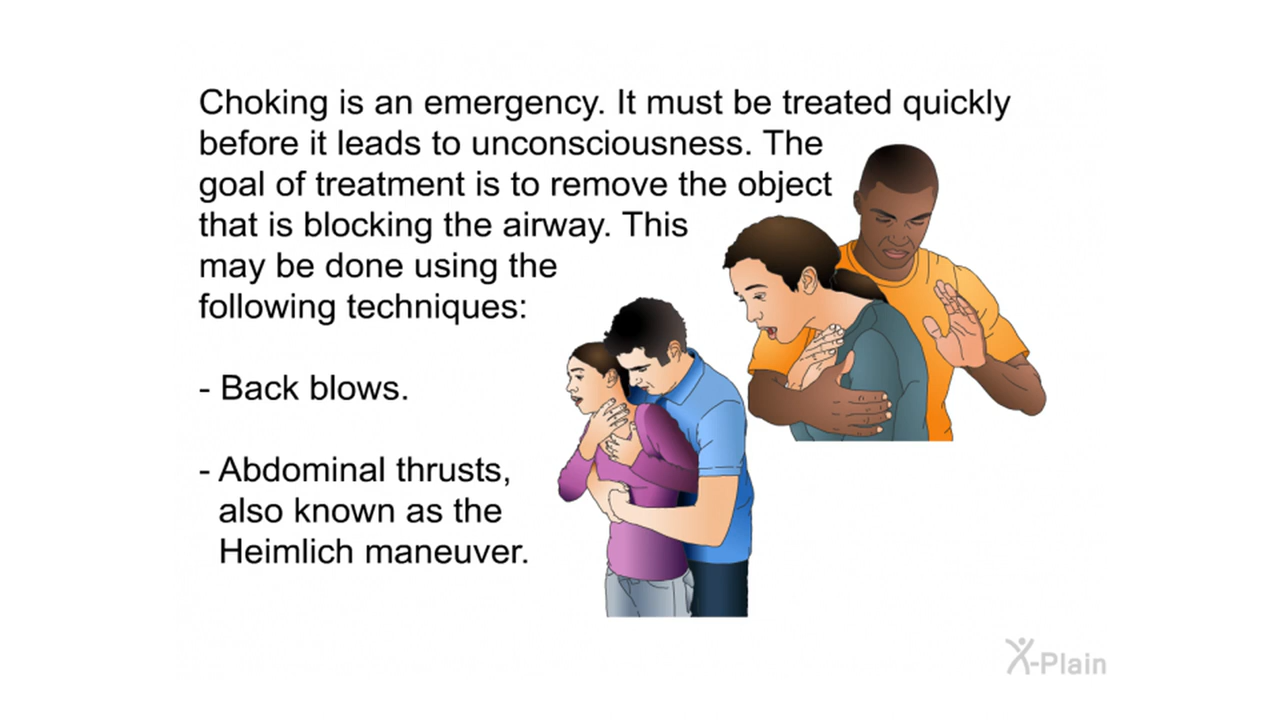 Choking is an emergency. It must be treated quickly
before it leads to unconsciousness. The
goal of treatment is to remove the object
that is blocking the airway. This
may be done using the
following techniques:
- Back blows.
- Abdominal thrusts,
also known as the
Heimlich maneuver.
X-Plain